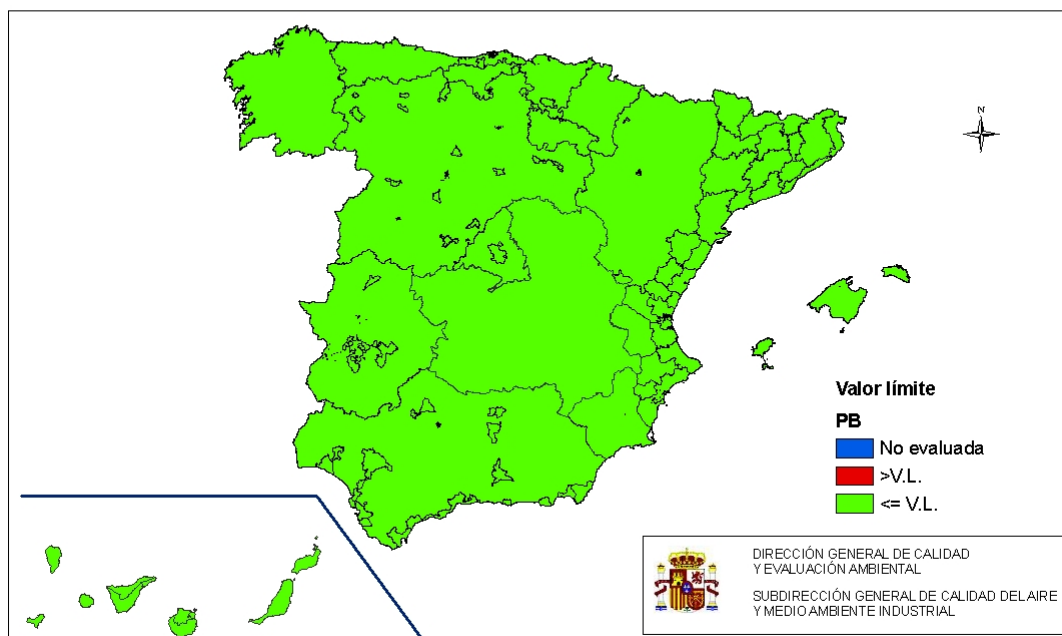 N
Valor límite
PB
No evaluada
>V.L.
<= V.L.
DIRECCIÓN GENERAL DE CALIDAD
Y EVALUACIÓN AMBIENTAL
SUBDIRECCIÓN GENERAL DE CALIDAD DEL AIRE
Y MEDIO AMBIENTE INDUSTRIAL